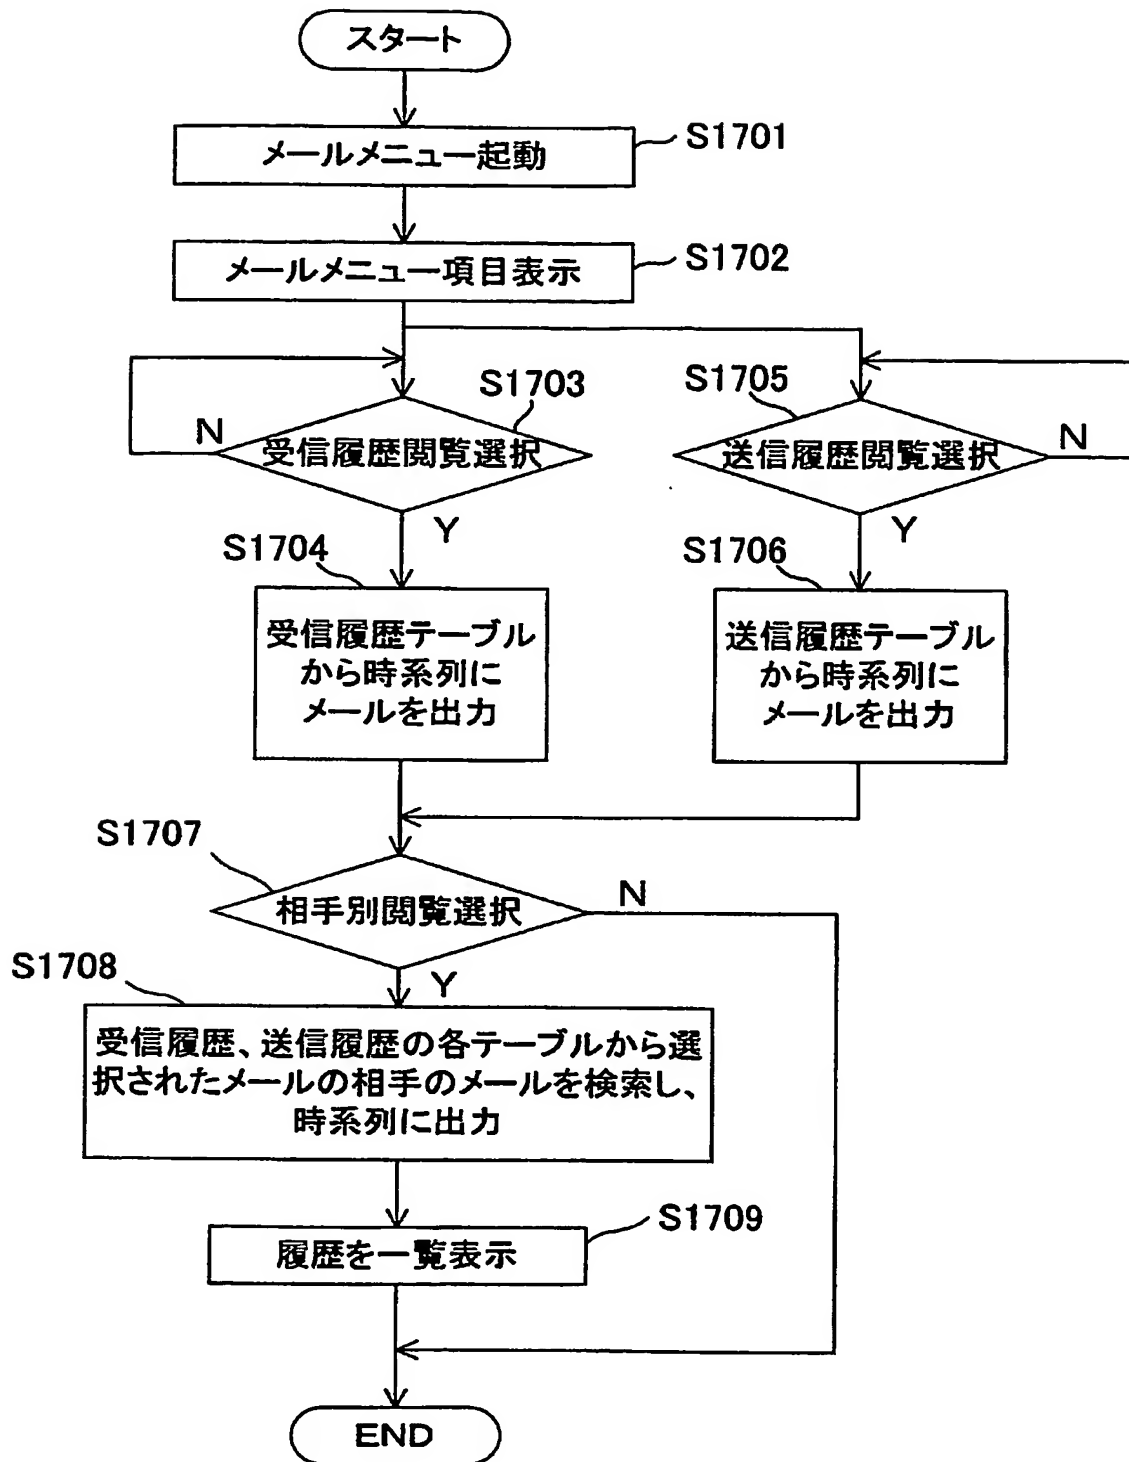 スタート
メールメニュー起動
S1701
メールメニュー項目表示
S1702
S1703
受信履歴閲覧選択
N
Y
S1705
送信履歴閲覧選択
N
Y
S1704
受信履歴テーブル
から時系列に
メールを出力
S1706
送信履歴テーブル
から時系列に
メールを出力
S1707
相手別閲覧選択
N
Y
S1708
受信履歴、送信履歴の各テーブルから選
択されたメールの相手のメールを検索し、
時系列に出力
S1709
履歴を一覧表示
END